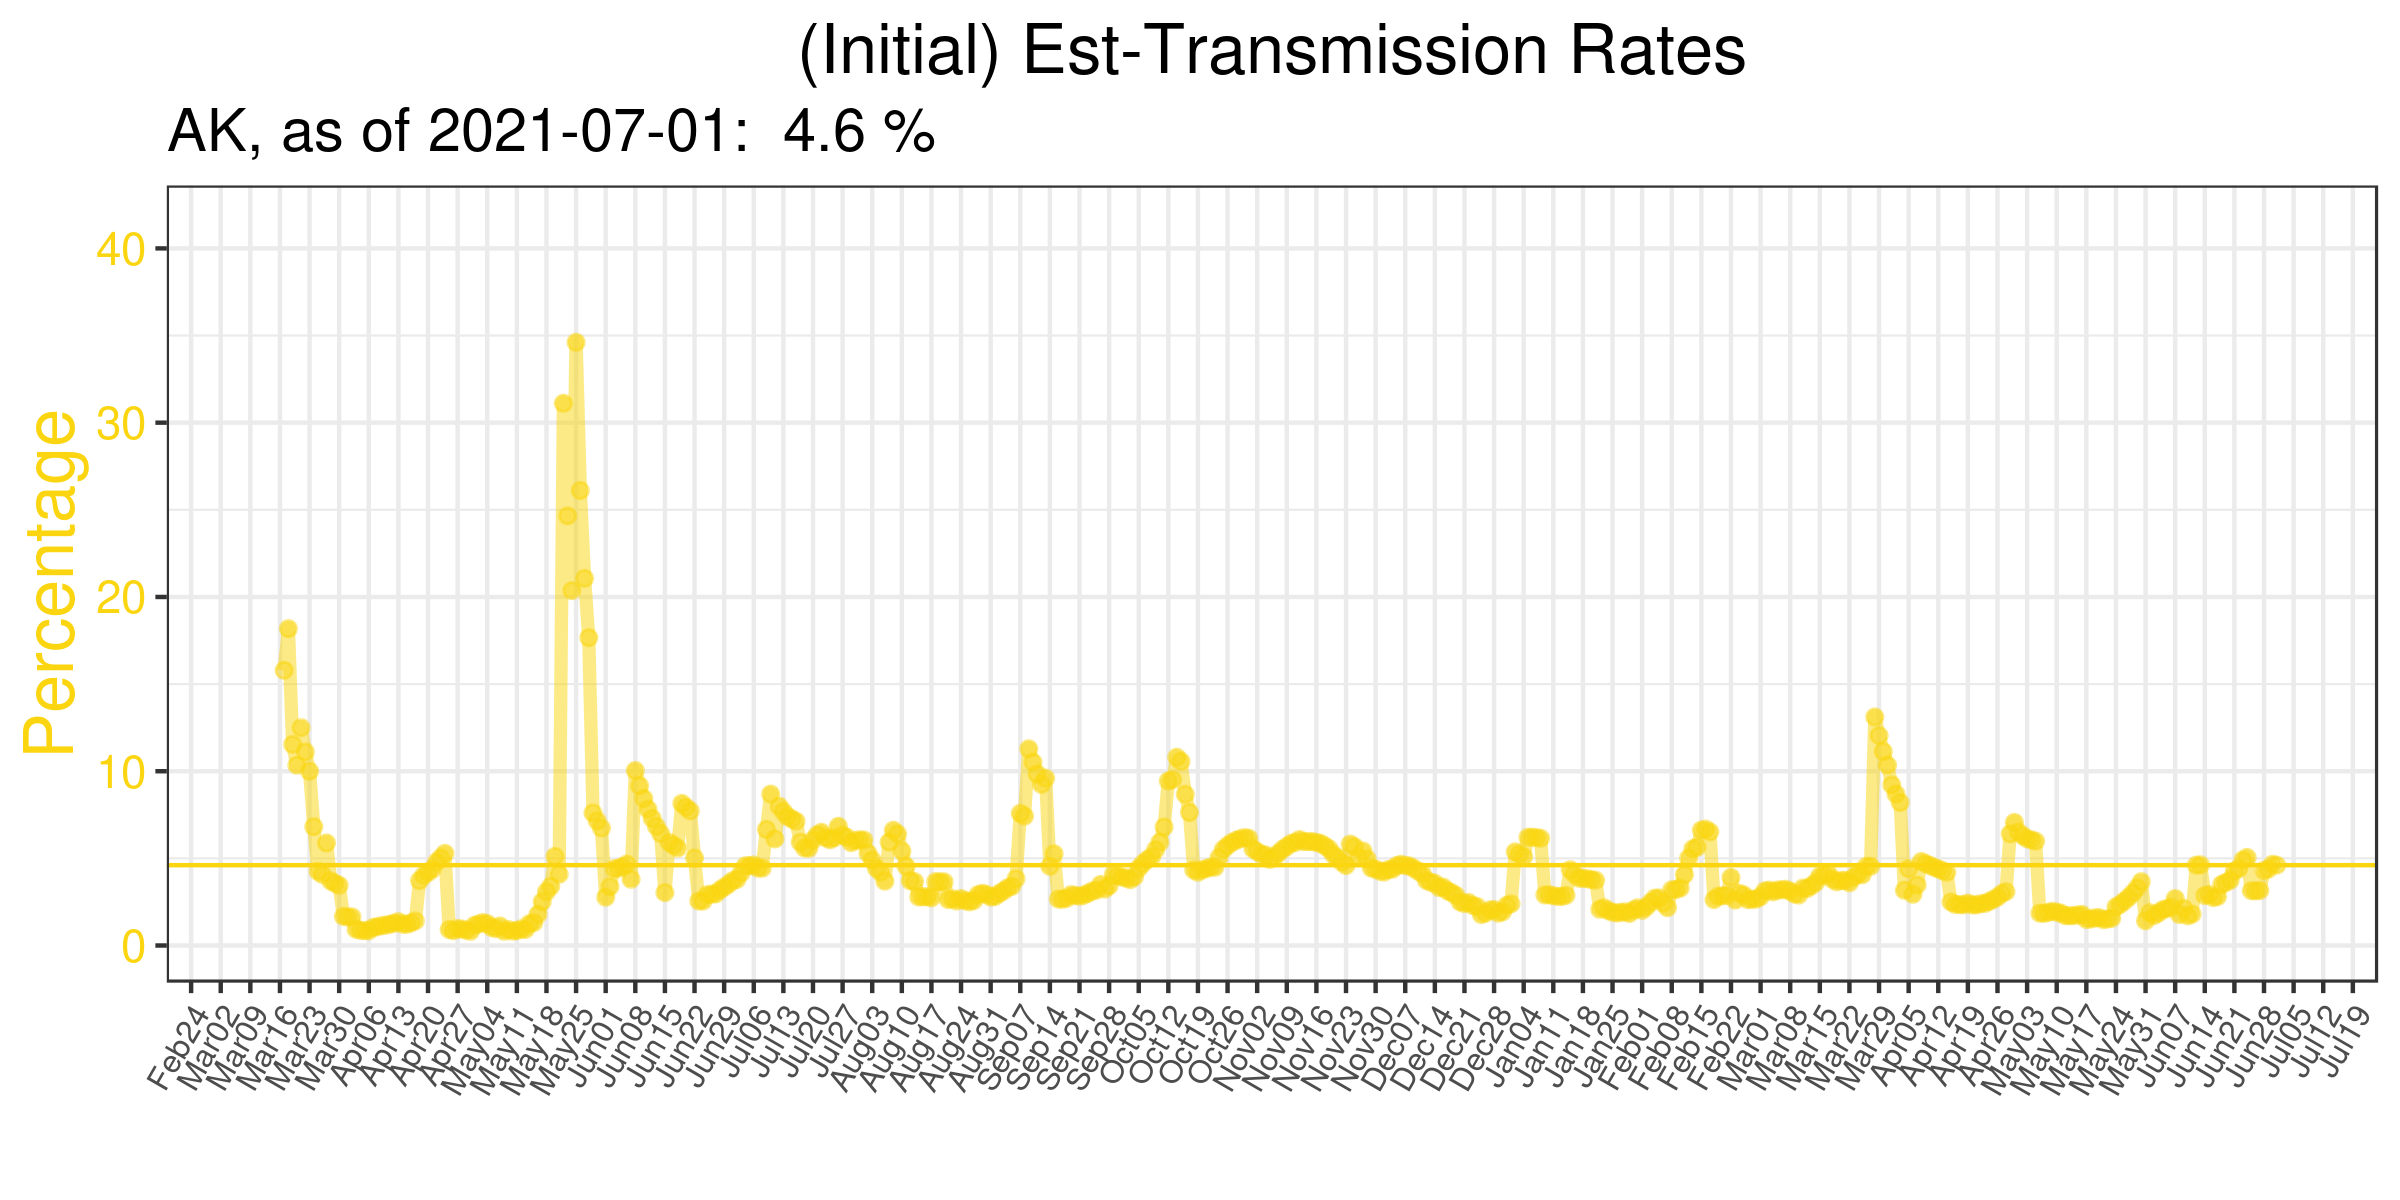 (Initial) Est-Transmission Rates
AK, as of 2021-07-01:  4.6 %
Percentage
40
30
20
10
0
Feb24
Mar02
Mar09
Mar16
Mar23
Mar30
Apr06
Apr13
Apr20
Apr27
May04
May11
May18
May25
Jun01
Jun08
Jun15
Jun22
Jun29
Jul06
Jul13
Jul20
Jul27
Aug03
Aug10
Aug17
Aug24
Aug31
Sep07
Sep14
Sep21
Sep28
Oct05
Oct12
Oct19
Oct26
Nov02
Nov09
Nov16
Nov23
Nov30
Dec07
Dec14
Dec21
Dec28
Jan04
Jan11
Jan18
Jan25
Feb01
Feb08
Feb15
Feb22
Mar01
Mar08
Mar15
Mar22
Mar29
Apr05
Apr12
Apr19
Apr26
May03
May10
May17
May24
May31
Jun07
Jun14
Jun21
Jun28
Jul05
Jul12
Jul19